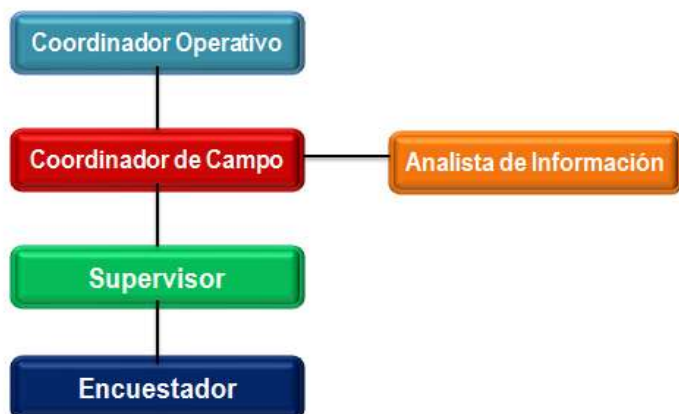 Coordinador Operativo
Coordinador de Campo
Analista de Información
Supervisor
Encuestador